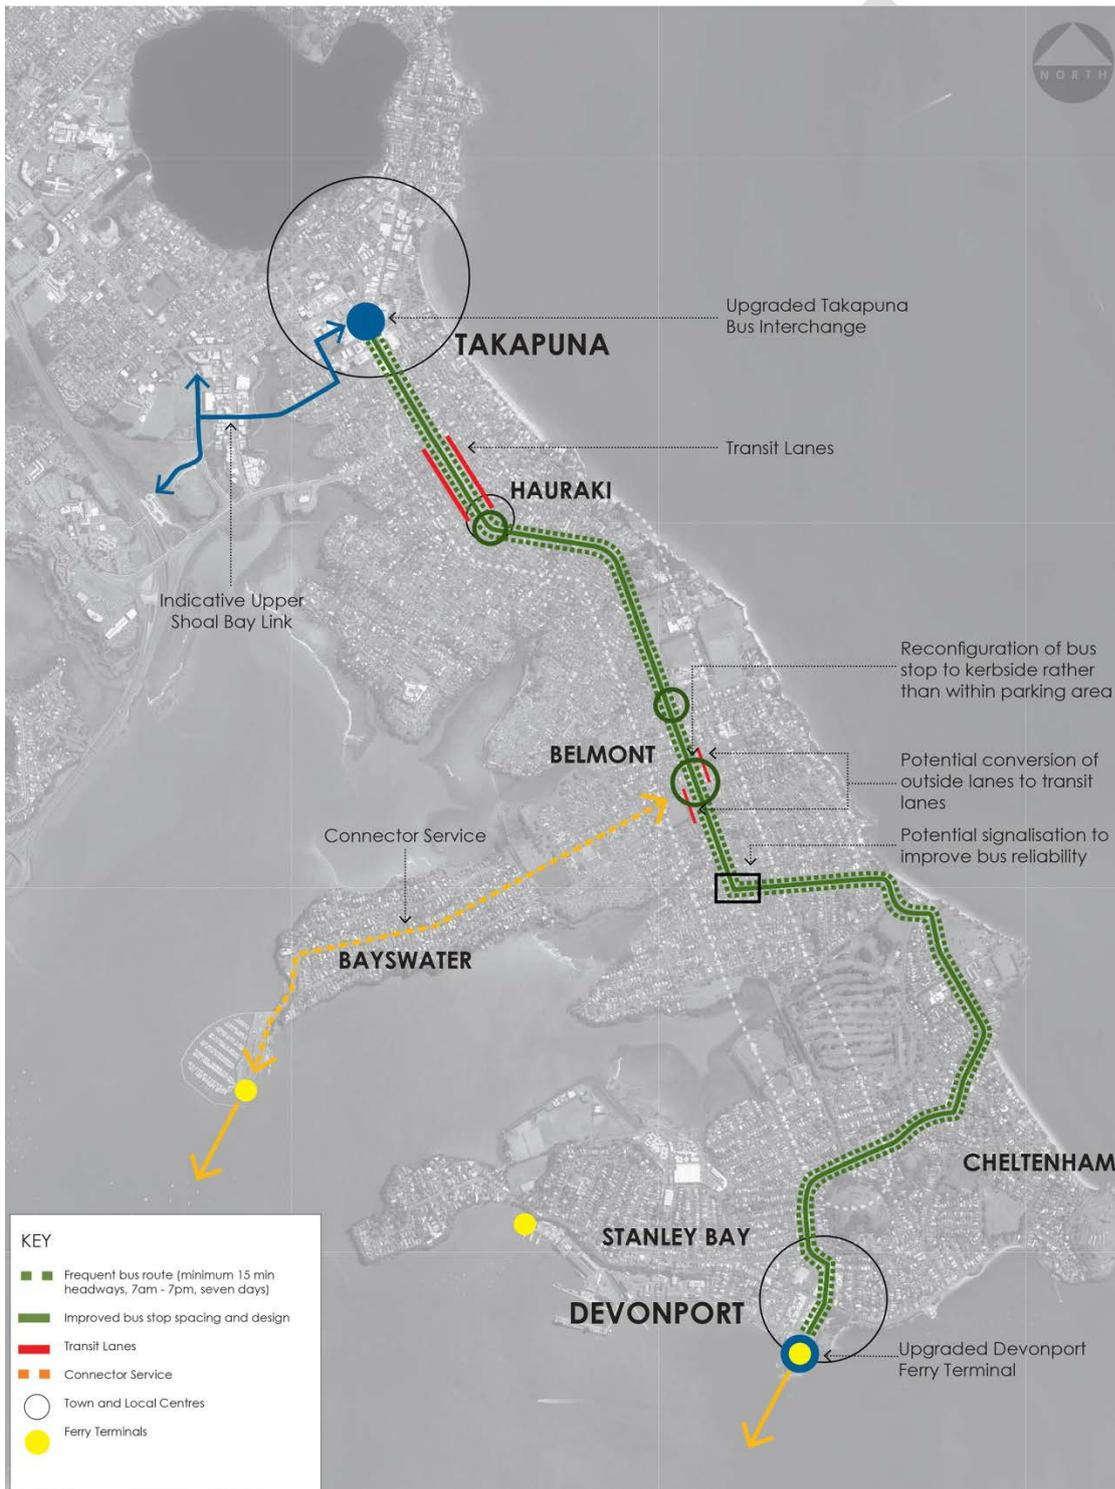 NORTH
Upgraded Takapuna
Bus Interchange
TAKAPUNA
Transit Lanes
HAURAKI
Indicative Upper
Shoal Bay Link
Reconfiguration of bus
stop to kerbside rather
than within parking area
BELMONT
Potential conversion of
outside lanes to transit
lanes
Connector Service
Potential signalisation to
improve bus reliability
BAYSWATER
CHELTENHAM
STANLEY BAY
DEVONPORT
Upgraded Devonport
Ferry Terminal
KEY
Frequent bus route (minimum 15 min
headways, 7am - 7pm, seven days)
Improved bus stop spacing and design
Transit Lanes
Connector Service
Town and Local Centres
Ferry Terminals